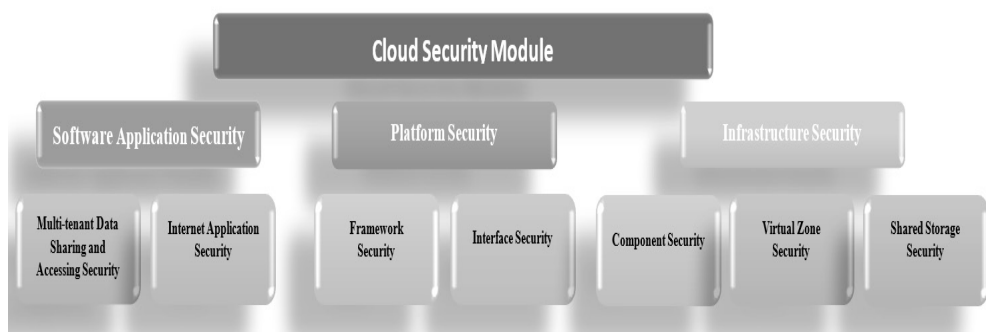 Cloud Security Module
Software Application Security
Platform Security
Infrastructure Security
Multi-tenant Data
Sharing and
Accessing Security
Internet Application
Security
Framework
Security
Interface Security
Component Security
Virtual Zone
Security
Shared Storage
Security